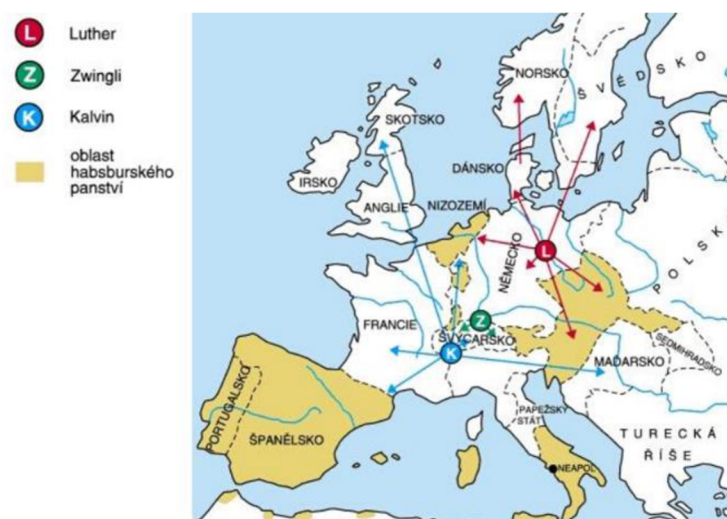 L Luther
Z Zwingli
K Kalvin
oblast
habsburského
panství
NORSKO
ŠVÉDSKO
SKOTSKO
DÁNSKO
IRSKO
ANGLIE
NIZOZEMÍ
POLSK
NĚMECKO
L
Z
FRANCIE
ŠVÝCARSKO
K
SEDMIHRADSKO
MAĎARSKO
PORTUGALSKO
ŠPANĚLSKO
PAPEŽSKÝ
STÁT
TURECKÁ
ŘÍŠE
NEAPOL